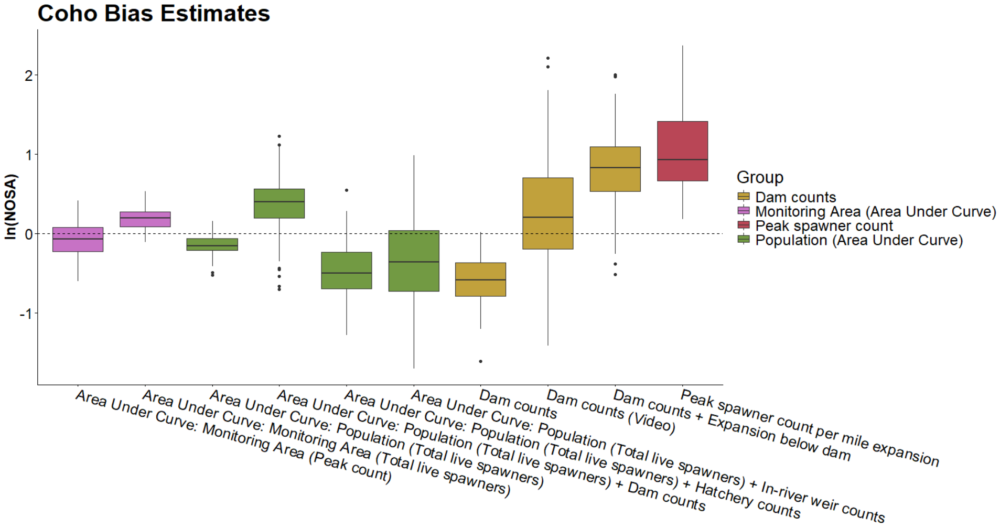 Coho Bias Estimates
ln(NOSA)
2
1
0
-1
Area Under Curve: Monitoring Area (Peak count)
Area Under Curve: Monitoring Area (Total live spawners)
Area Under Curve: Population (Total live spawners)
Area Under Curve: Population (Total live spawners) + Dam counts
Area Under Curve: Population (Total live spawners) + Hatchery counts
Area Under Curve: Population (Total live spawners) + In-river weir counts
Dam counts
Dam counts (Video)
Dam counts + Expansion below dam
Peak spawner count per mile expansion
Group
Dam counts
Monitoring Area (Area Under Curve)
Peak spawner count
Population (Area Under Curve)